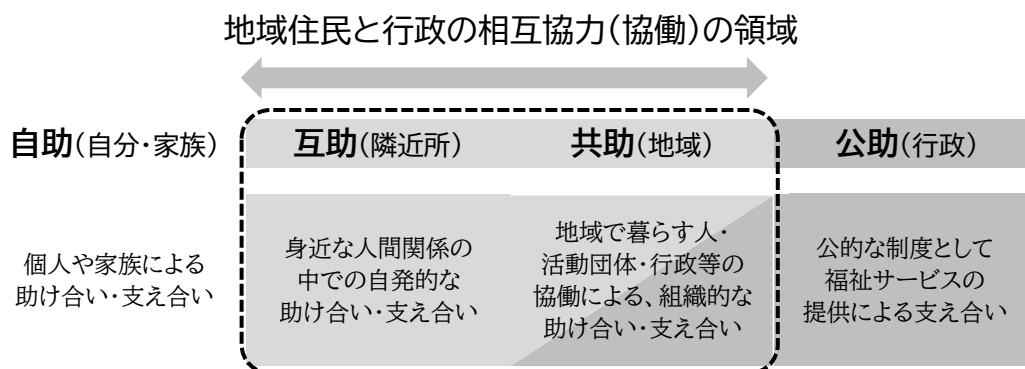 地域住民と行政の相互協力（協働）の領域
自助（自分・家族）
互助（隣近所）
共助（地域）
公助（行政）
個人や家族による
助け合い・支え合い
身近な人間関係の
中での自発的な
助け合い・支え合い
地域で暮らす人・
活動団体・行政等の
協働による、組織的な
助け合い・支え合い
公的な制度として
福祉サービスの
提供による支え合い